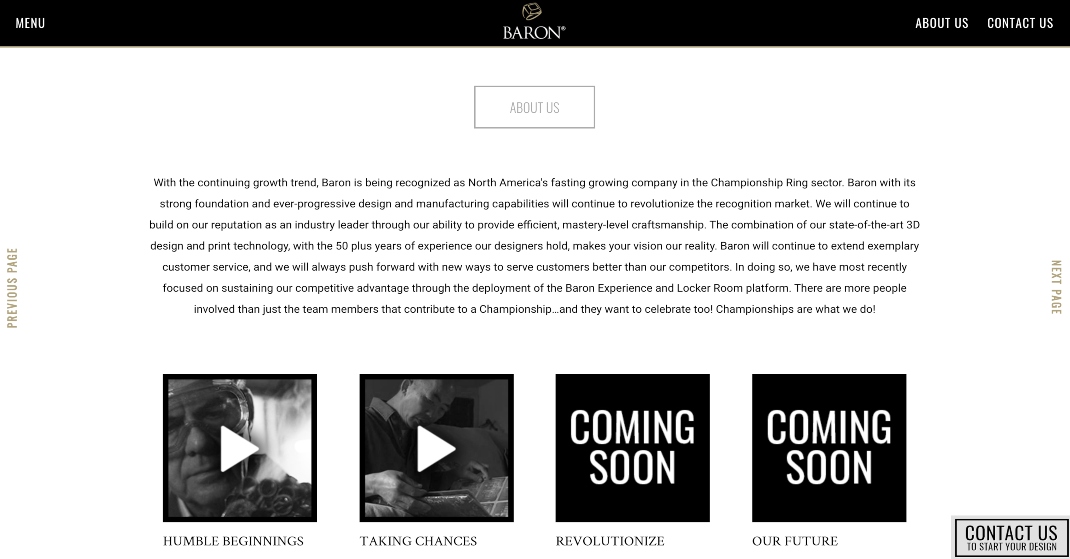 MENU
BARON®
ABOUT US
CONTACT US
ABOUT US
With the continuing growth trend, Baron is being recognized as North America's fasting growing company in the Championship Ring sector. Baron with its
strong foundation and ever-progressive design and manufacturing capabilities will continue to revolutionize the recognition market. We will continue to
build on our reputation as an industry leader through our ability to provide efficient, mastery-level craftsmanship. The combination of our state-of-the-art 3D
design and print technology, with the 50 plus years of experience our designers hold, makes your vision our reality. Baron will continue to extend exemplary
customer service, and we will always push forward with new ways to serve customers better than our competitors. In doing so, we have most recently
focused on sustaining our competitive advantage through the deployment of the Baron Experience and Locker Room platform. There are more people
involved than just the team members that contribute to a Championship…and they want to celebrate too! Championships are what we do!
PREVIOUS PAGE
NEXT PAGE
COMING
SOON
COMING
SOON
HUMBLE BEGINNINGS
TAKING CHANCES
REVOLUTIONIZE
OUR FUTURE
CONTACT US
TO START YOUR DESIGN